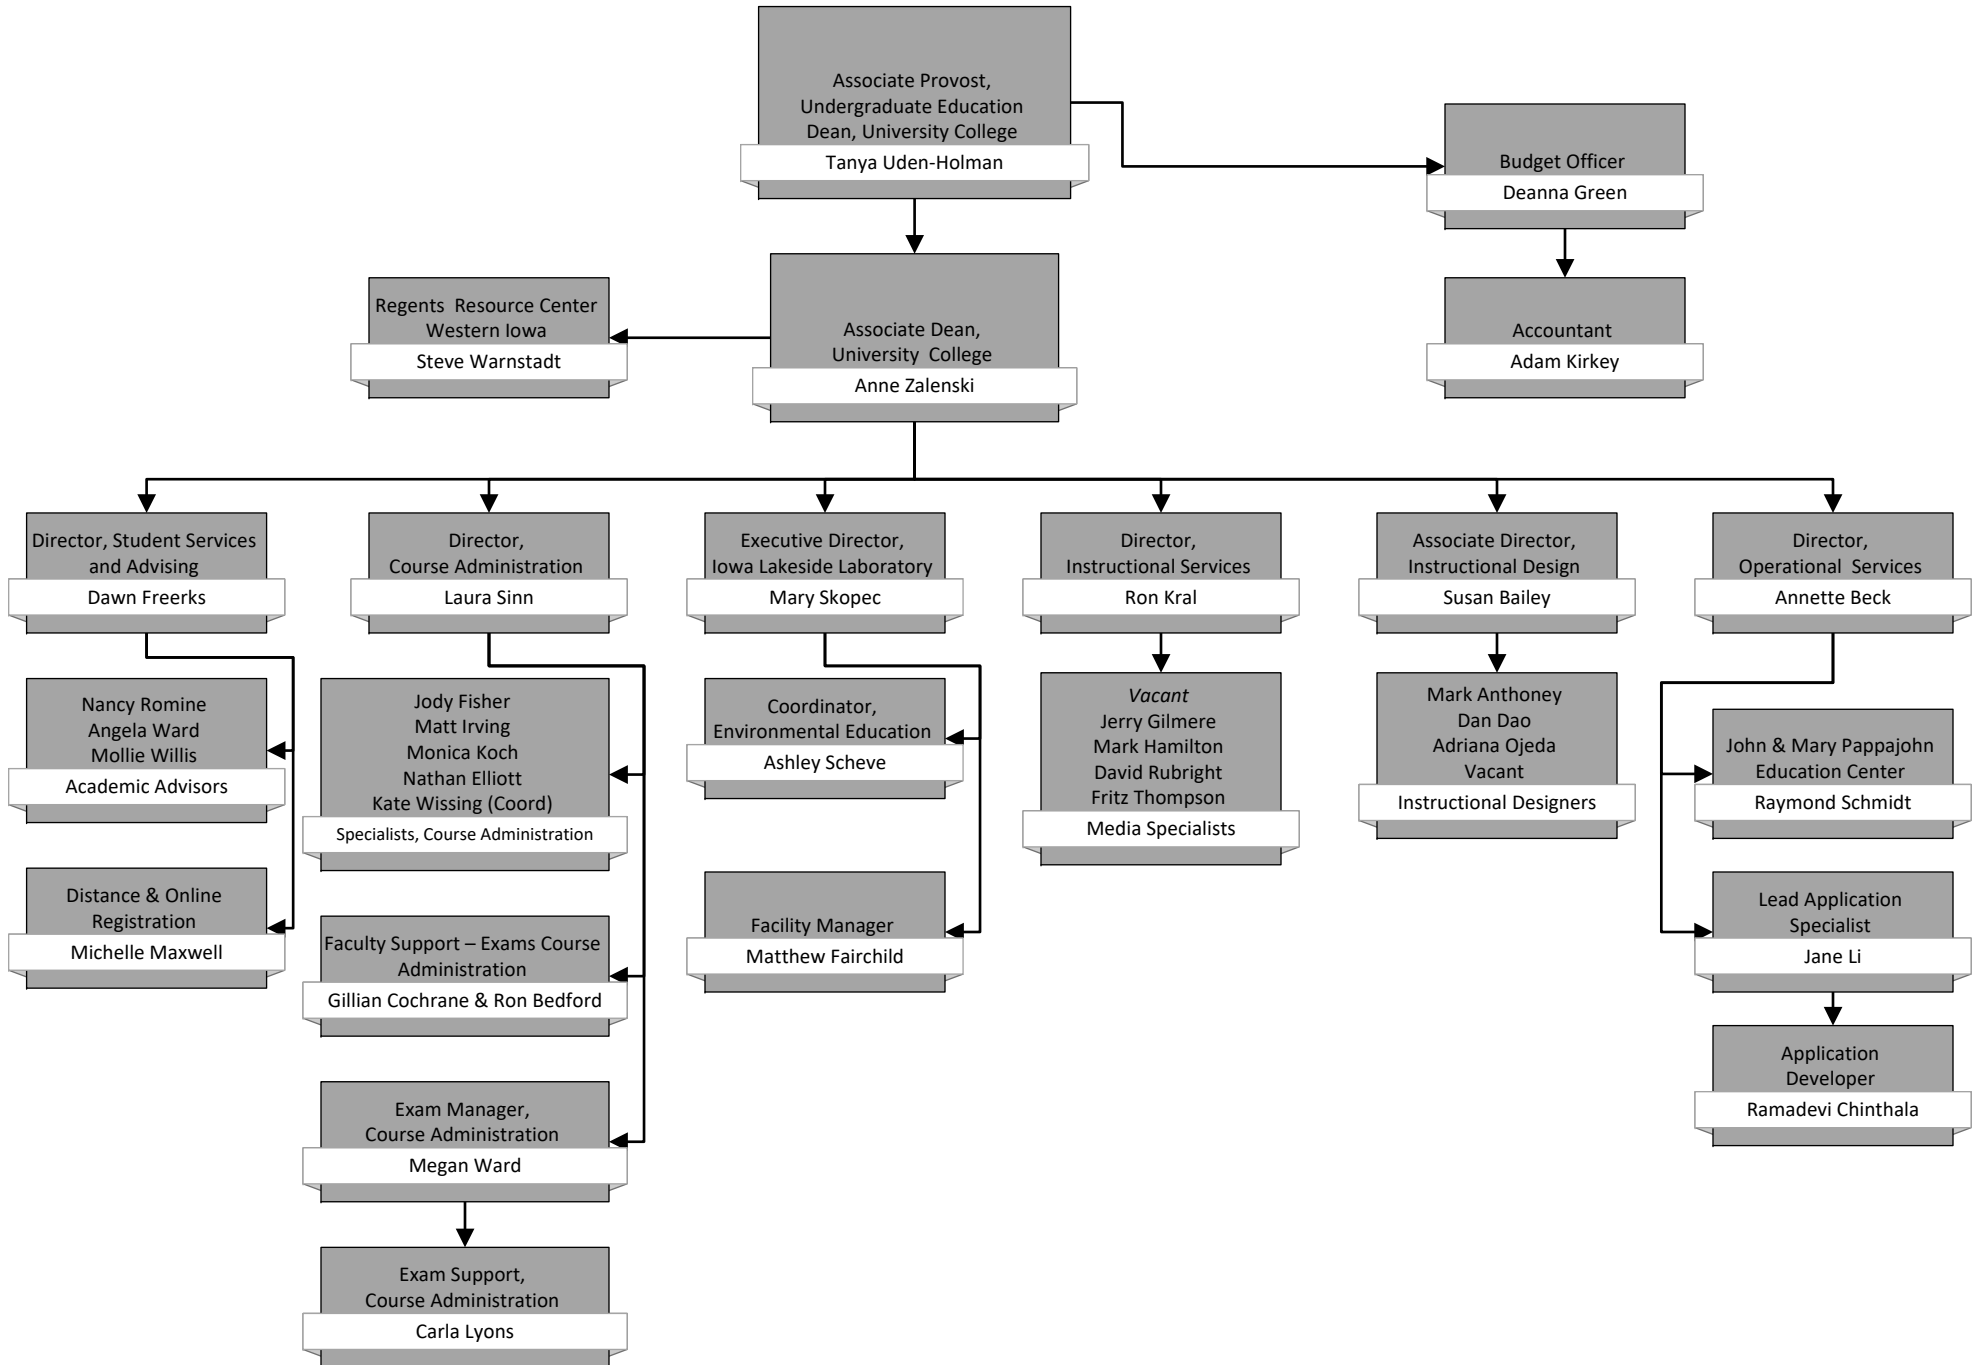 Associate Provost,
Undergraduate Education
Dean, University College
Tanya Uden-Holman
Budget Officer
Deanna Green
Regents  Resource Center
Western Iowa
Steve Warnstadt
Associate Dean,
University  College
Anne Zalenski
Accountant
Adam Kirkey
Director, Student Services
and Advising
Dawn Freerks
Director,
Course Administration
Laura Sinn
Executive Director,
Iowa Lakeside Laboratory
Mary Skopec
Director,
Instructional Services
Ron Kral
Associate Director,
Instructional Design
Susan Bailey
Director,
Operational  Services
Annette Beck
Nancy Romine
Angela Ward
Mollie Willis
Academic Advisors
Distance & Online
Registration
Michelle Maxwell
Jody Fisher
Matt Irving
Monica Koch
Nathan Elliott
Kate Wissing (Coord)
Specialists, Course Administration
Faculty Support – Exams Course
Administration
Gillian Cochrane & Ron Bedford
Exam Manager,
Course Administration
Megan Ward
Exam Support,
Course Administration
Carla Lyons
Coordinator,
Environmental Education
Ashley Scheve
Facility Manager
Matthew Fairchild
Vacant
Jerry Gilmere
Mark Hamilton
David Rubright
Fritz Thompson
Media Specialists
Mark Anthoney
Dan Dao
Adriana Ojeda
Vacant
Instructional Designers
John & Mary Pappajohn
Education Center
Raymond Schmidt
Lead Application
Specialist
Jane Li
Application
Developer
Ramadevi Chinthala